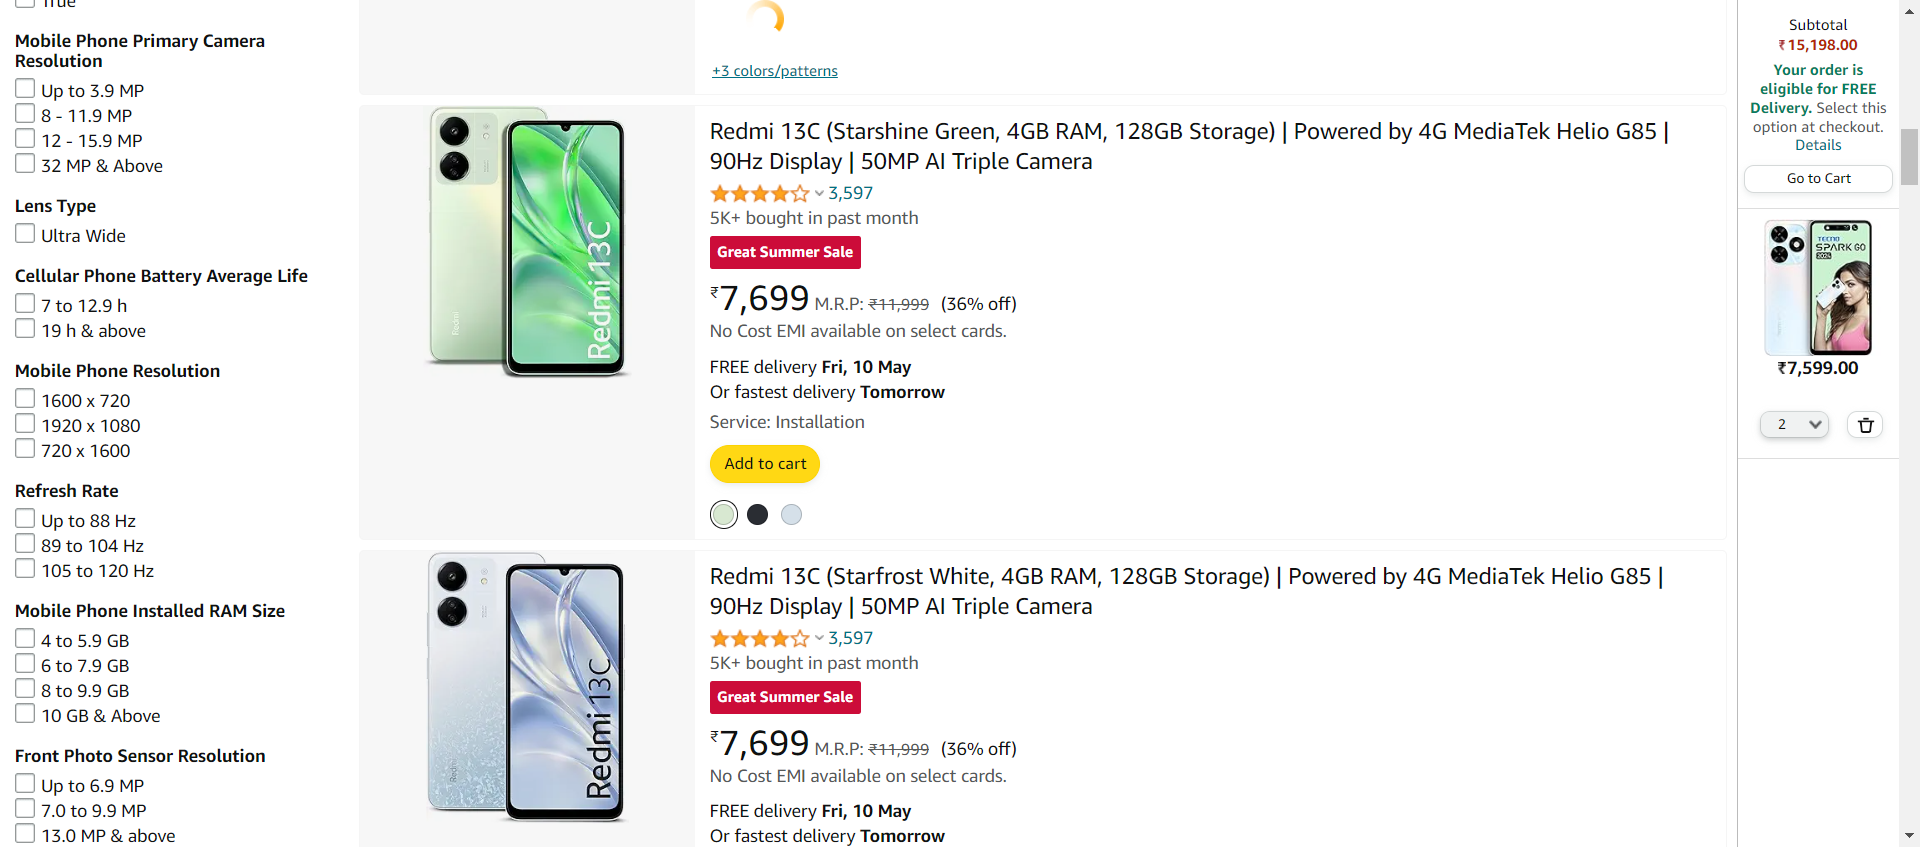 True
Mobile Phone Primary Camera
Resolution
Up to 3.9 MP
8 - 11.9 MP
12 - 15.9 MP
32 MP & Above
Lens Type
Ultra Wide
Cellular Phone Battery Average Life
7 to 12.9 h
19 h & above
Mobile Phone Resolution
1600 x 720
1920 x 1080
720 x 1600
Refresh Rate
Up to 88 Hz
89 to 104 Hz
105 to 120 Hz
Mobile Phone Installed RAM Size
4 to 5.9 GB
6 to 7.9 GB
8 to 9.9 GB
10 GB & Above
Front Photo Sensor Resolution
Up to 6.9 MP
7.0 to 9.9 MP
13.0 MP & above
+3 colors/patterns
Redmi
Redmi 13C
Redmi 13C (Starshine Green, 4GB RAM, 128GB Storage) | Powered by 4G MediaTek Helio G85 |
90Hz Display | 50MP AI Triple Camera
3,597
5K+ bought in past month
Great Summer Sale
₹7,699 M.R.P: ₹11,999 (36% off)
No Cost EMI available on select cards.
FREE delivery Fri, 10 May
Or fastest delivery Tomorrow
Service: Installation
Add to cart
Redmi
Redmi 13C
Redmi 13C (Starfrost White, 4GB RAM, 128GB Storage) | Powered by 4G MediaTek Helio G85 |
90Hz Display | 50MP AI Triple Camera
3,597
5K+ bought in past month
Great Summer Sale
₹7,699 M.R.P: ₹11,999 (36% off)
No Cost EMI available on select cards.
FREE delivery Fri, 10 May
Or fastest delivery Tomorrow
Subtotal
₹15,198.00
Your order is
eligible for FREE
Delivery. Select this
option at checkout.
Details
Go to Cart
TECNO
SPARK GO
2024
₹7,599.00
2